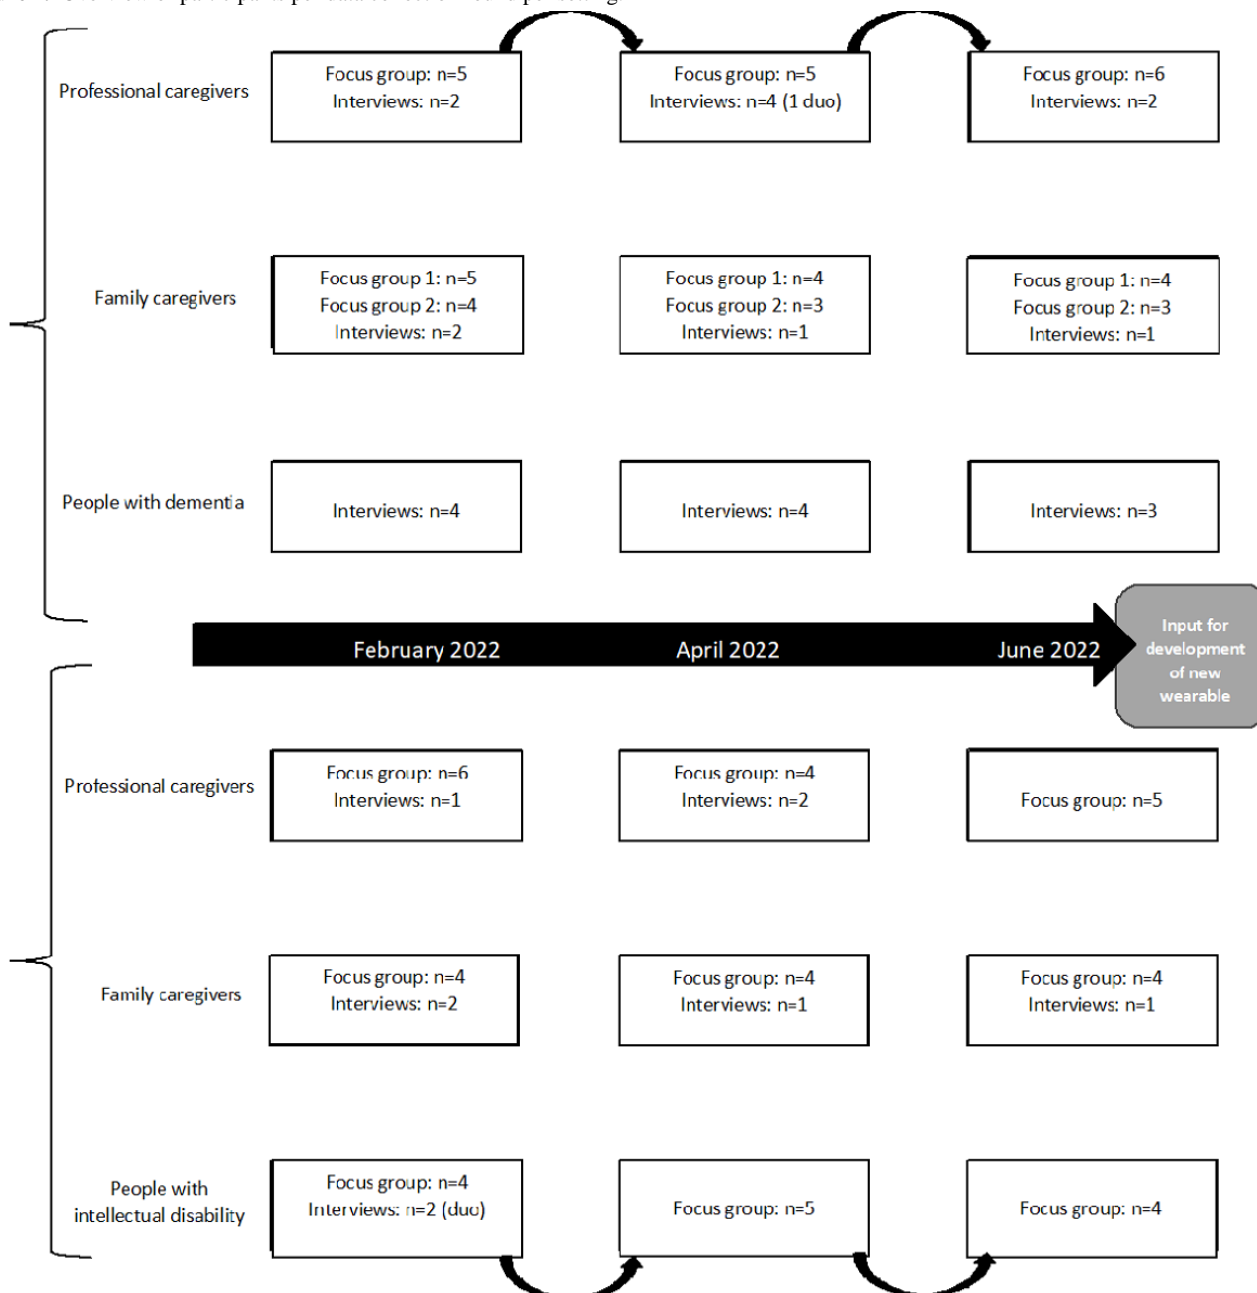 Professional caregivers
Focus group: n=5
Interviews: n=2
Focus group: n=5
Interviews: n=4 (1 duo)
Focus group: n=6
Interviews: n=2
Family caregivers
Focus group 1: n=5
Focus group 2: n=4
Interviews: n=2
Focus group 1: n=4
Focus group 2: n=3
Interviews: n=1
Focus group 1: n=4
Focus group 2: n=3
Interviews: n=1
People with dementia
Interviews: n=4
Interviews: n=4
Interviews: n=3
February 2022
April 2022
June 2022
Input for
development
of new
wearable
Professional caregivers
Focus group: n=6
Interviews: n=1
Focus group: n=4
Interviews: n=2
Focus group: n=5
Family caregivers
Focus group: n=4
Interviews: n=2
Focus group: n=4
Interviews: n=1
Focus group: n=4
Interviews: n=1
People with
intellectual disability
Focus group: n=4
Interviews: n=2 (duo)
Focus group: n=5
Focus group: n=4